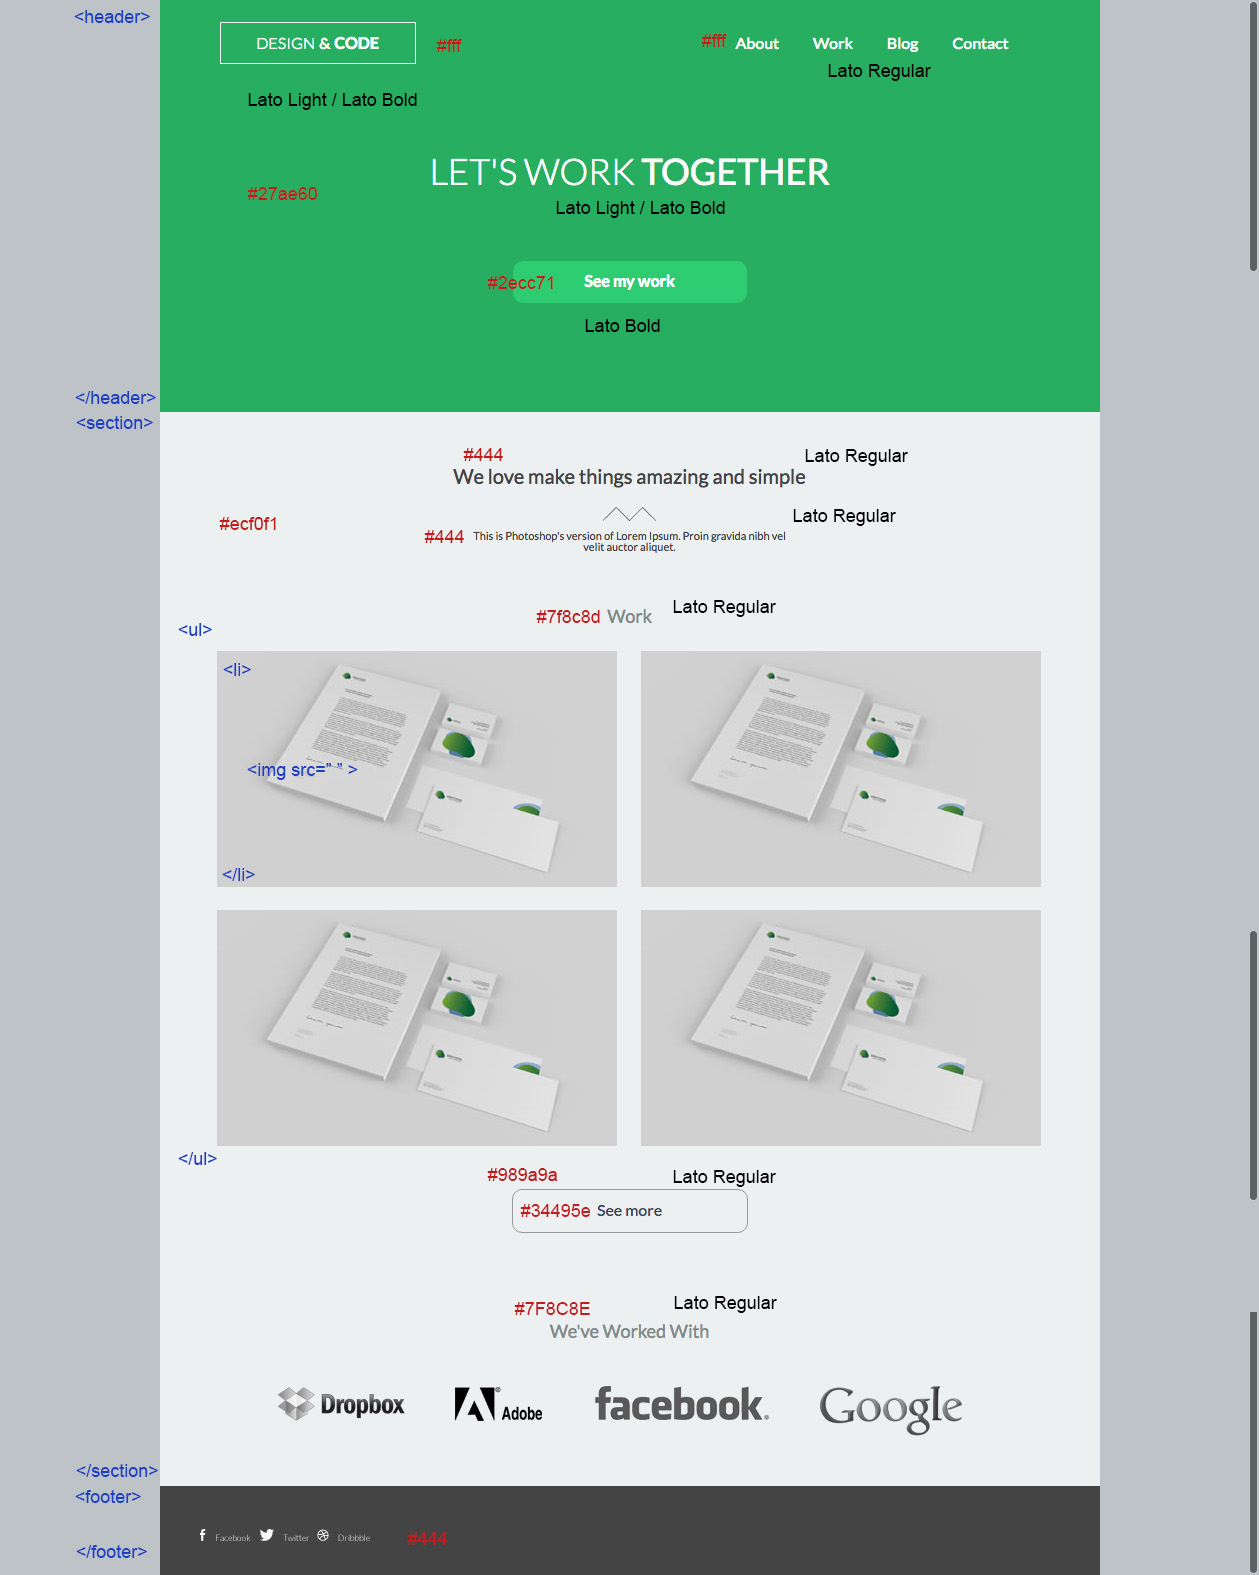 <header>
DESIGN & CODE
#fff
#fff
About
Work
Blog
Contact
Lato Regular
Lato Light / Lato Bold
LET'S WORK TOGETHER
#27ae60
Lato Light / Lato Bold
#2ecc71
See my work
Lato Bold
</header>
<section>
#444
Lato Regular
We love make things amazing and simple
Lato Regular
#ecf0f1
#444
This is Photoshop's version of Lorem Ipsum. Proin gravida nibh vel
velit auctor aliquet.
Lato Regular
#7f8c8d
Work
<ul>
<li>
<img src=” ” >
</li>
</ul>
#989a9a
Lato Regular
#34495e
See more
#7F8C8E
Lato Regular
We've Worked With
Dropbox
Adobe
facebook.
Google
</section>
<footer>
Facebook
Twitter
Dribbble
#444
</footer>